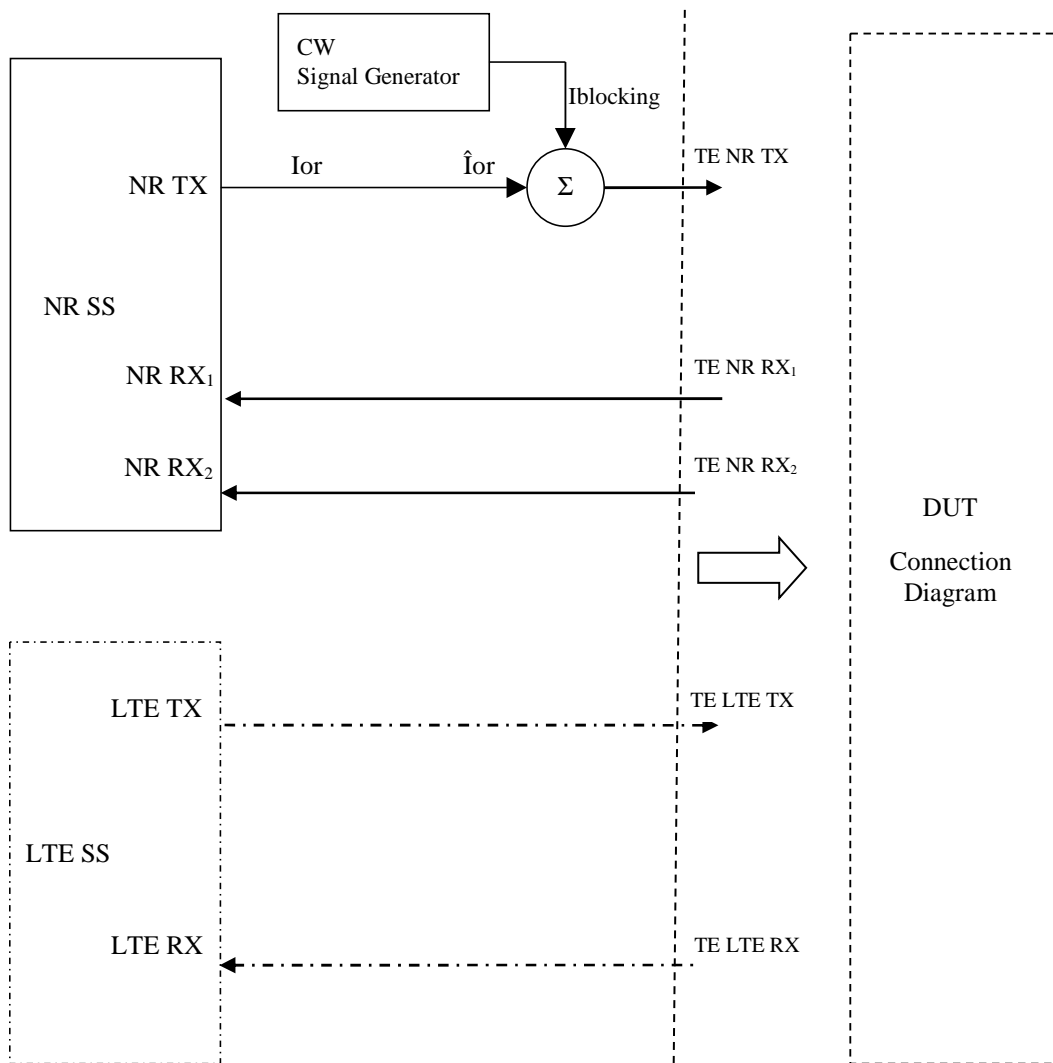 CW
Signal Generator
Iblocking
NR TX
Ior
Îor
Σ
TE NR TX
NR SS
NR RX₁
TE NR RX₁
NR RX₂
TE NR RX₂
DUT
Connection
Diagram
LTE TX
TE LTE TX
LTE SS
LTE RX
TE LTE RX